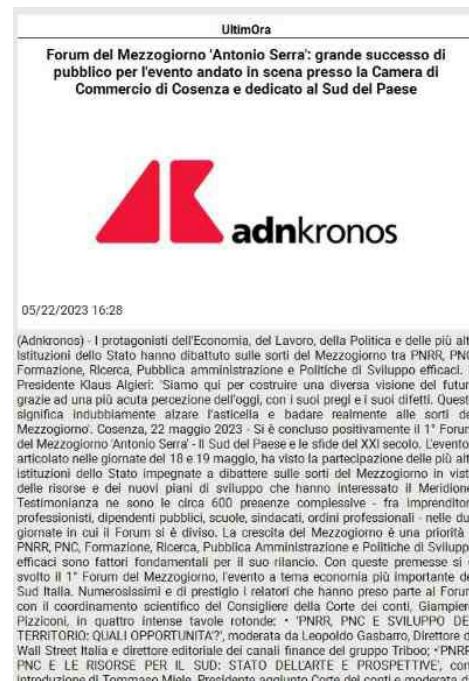 UltimOra
Forum del Mezzogiorno 'Antonio Serra': grande successo di
pubblico per l'evento andato in scena presso la Camera di
Commercio di Cosenza e dedicato al Sud del Paese
adnkronos
05/22/2023 16:28
(Adnkronos) - I protagonisti dell'Economia, del Lavoro, della Politica e delle più alt
Istituzioni dello Stato hanno dibattuto sulle sorti del Mezzogiorno tra PNRR, PNC
Formazione, Ricerca, Pubblica amministrazione e Politiche di Sviluppo efficaci.
Presidente Klaus Algieri: 'Siamo qui per costruire una diversa visione del futur
grazie ad una più acuta percezione dell'oggi, con i suoi pregi e i suoi difetti. Quest
significa indubbiamente alzare l'asticella e badare realmente alle sorti de
Mezzogiorno'. Cosenza, 22 maggio 2023 - Si è concluso positivamente il 1° Forum
del Mezzogiorno 'Antonio Serra' - Il Sud del Paese e le sfide del XXI secolo. L'evento
articolato nelle giornate del 18 e 19 maggio, ha visto la partecipazione delle più alt
istituzioni dello Stato impegnate a dibattere sulle sorti del Mezzogiorno in vist
delle risorse e dei nuovi piani di sviluppo che hanno interessato il Meridione
Testimonianza ne sono le circa 600 presenze complessive - fra imprenditor
professionisti, dipendenti pubblici, scuole, sindacati, ordini professionali - nelle du
giornate in cui il Forum si è diviso. La crescita del Mezzogiorno è una priorità
PNRR, PNC, Formazione, Ricerca, Pubblica Amministrazione e Politiche di Svilupp
efficaci sono fattori fondamentali per il suo rilancio. Con queste premesse si
svolto il 1° Forum del Mezzogiorno, l'evento a tema economia più importante de
Sud Italia. Numerosissimi e di prestigio i relatori che hanno preso parte al Forum
con il coordinamento scientifico del Consigliere della Corte dei conti, Giampier
Pizziconi, in quattro intense tavole rotonde: • 'PNRR, PNC E SVILUPPO DE
TERRITORIO: QUALI OPPORTUNITA'?', moderata da Leopoldo Gasbarro, Direttore d
Wall Street Italia e direttore editoriale dei canali finance del gruppo Triboo; •'PNRR
PNC E LE RISORSE PER IL SUD: STATO DELL'ARTE E PROSPETTIVE', con
introduzione di Tommaso Miele, Presidente aggiunto Corte dei conti e moderata d